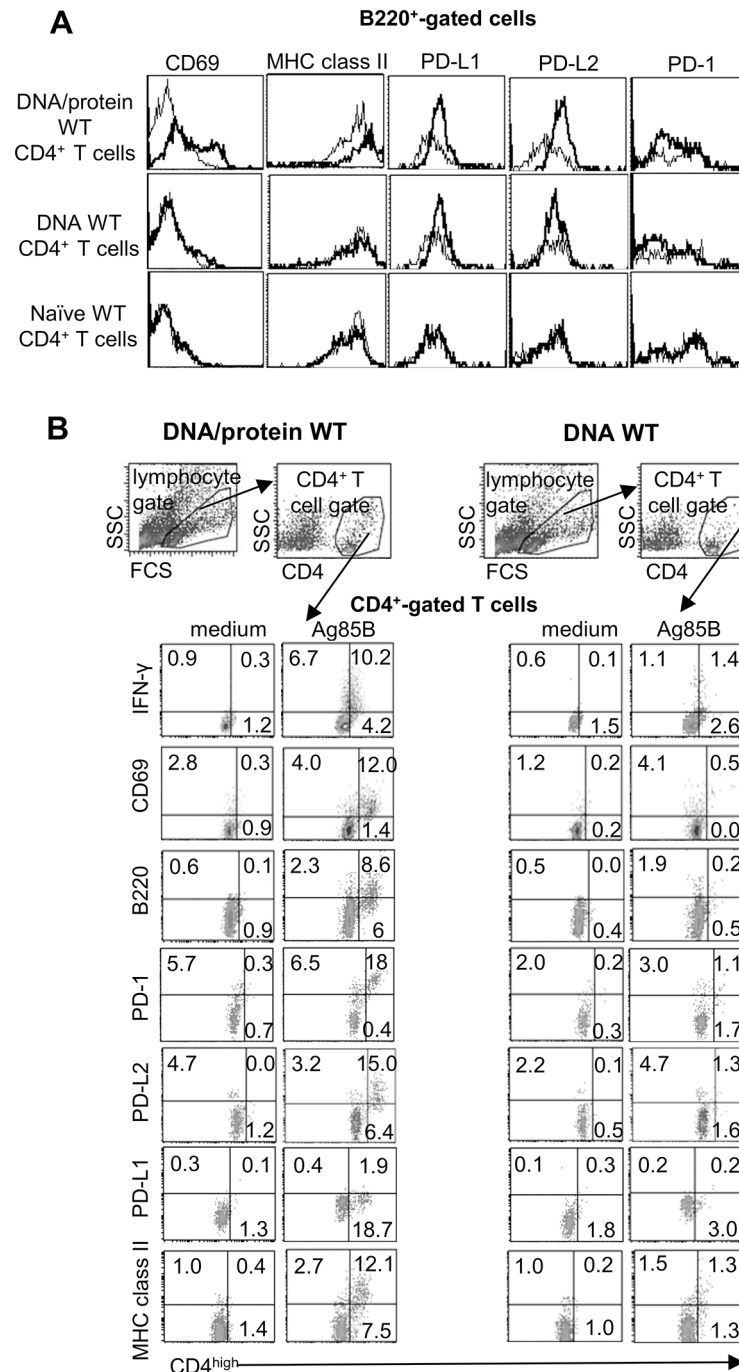 A
B220⁺-gated cells
CD69 MHC class II PD-L1 PD-L2 PD-1
DNA/protein
WT
CD4⁺ T cells
DNA WT
CD4⁺ T cells
Naïve WT
CD4⁺ T cells
B
DNA/protein WT DNA WT
lymphocyte gate CD4⁺ T cell gate lymphocyte gate CD4⁺ T cell gate
SSC SSC SSC SSC
FCS CD4 FCS CD4
CD4⁺-gated T cells
medium Ag85B medium Ag85B
IFN-γ
0.9 0.3 6.7 10.2 0.6 0.1 1.1 1.4
1.2 4.2 1.5 2.6
CD69
2.8 0.3 4.0 12.0 1.2 0.2 4.1 0.5
0.9 1.4 0.2 0.0
B220
0.6 0.1 2.3 8.6 0.5 0.0 1.9 0.2
0.9 6 0.4 0.5
PD-1
5.7 0.3 6.5 18 2.0 0.2 3.0 1.1
0.7 0.4 0.3 1.7
PD-L2
4.7 0.0 3.2 15.0 2.2 0.1 4.7 1.3
1.2 6.4 0.5 1.6
PD-L1
0.3 0.1 0.4 1.9 0.1 0.3 0.2 0.2
1.3 18.7 1.8 3.0
MHC class II
1.0 0.4 2.7 12.1 1.0 0.2 1.5 1.3
1.4 7.5 1.0 1.3
CD4ʰⁱᵍʰ